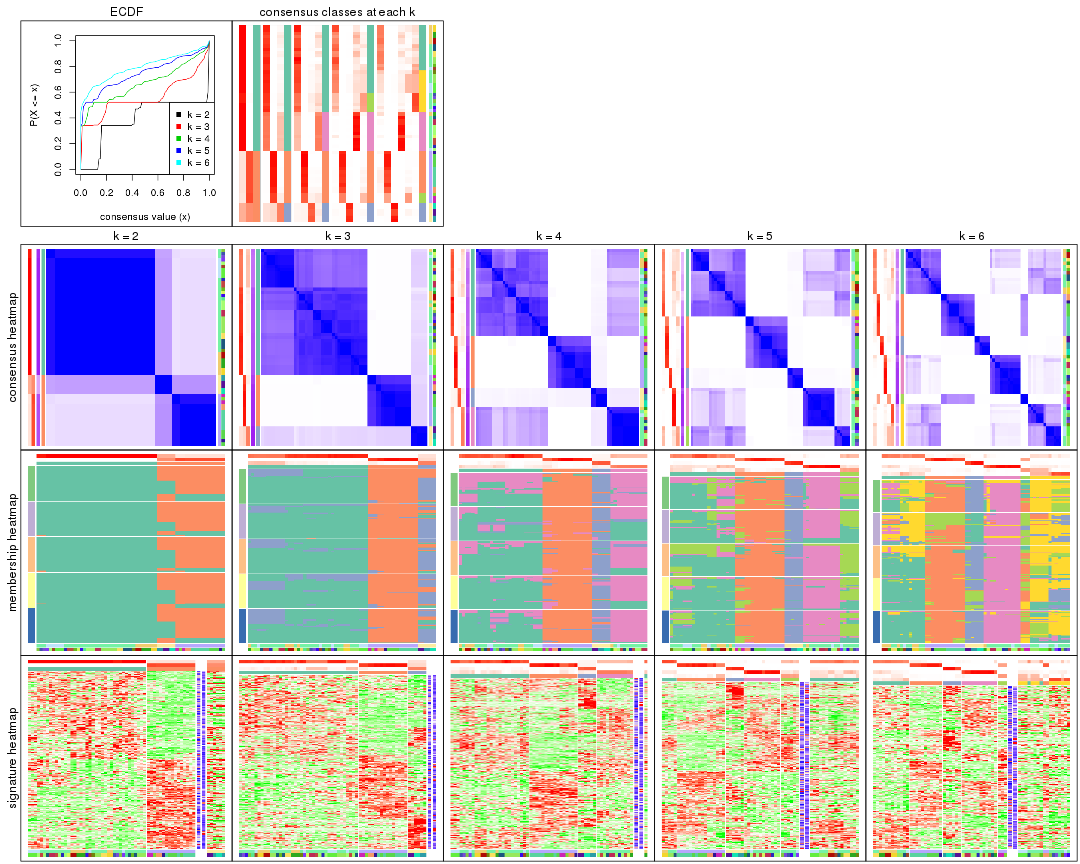 ECDF
consensus classes at each k
P(X <= x)
0.0 0.2 0.4 0.6 0.8 1.0
k = 2
k = 3
k = 4
k = 5
k = 6
0.0 0.2 0.4 0.6 0.8 1.0
consensus value (x)
k = 2
k = 3
k = 4
k = 5
k = 6
consensus heatmap
membership heatmap
signature heatmap